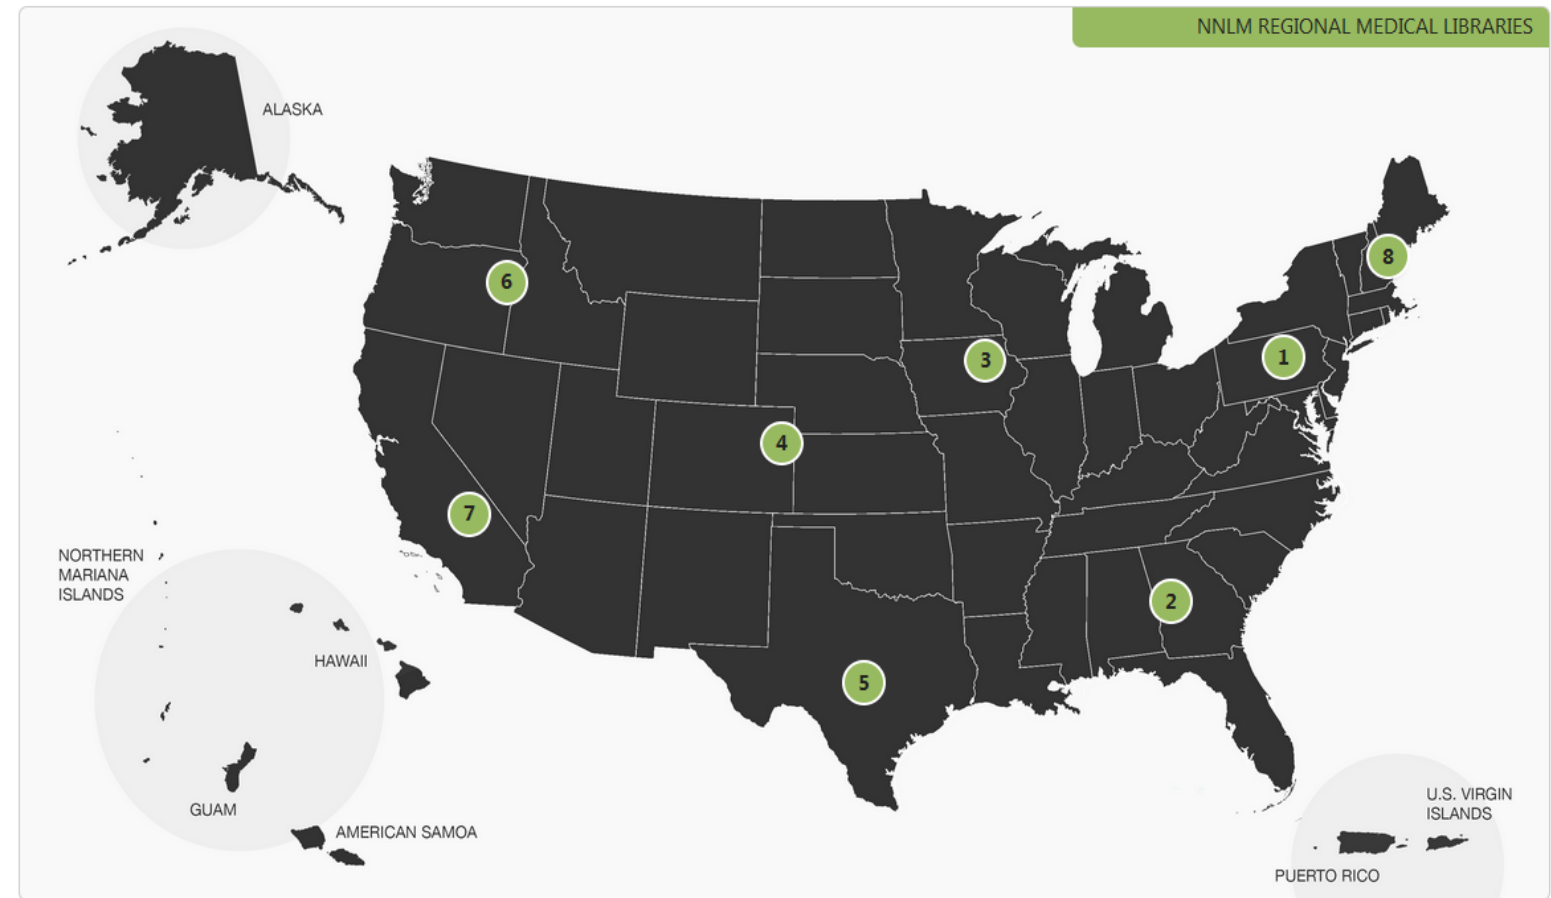 NNLM REGIONAL MEDICAL LIBRARIES
ALASKA
8
6
1
3
4
7
NORTHERN
MARIANA
ISLANDS
2
HAWAII
5
GUAM
U.S. VIRGIN
ISLANDS
AMERICAN SAMOA
PUERTO RICO